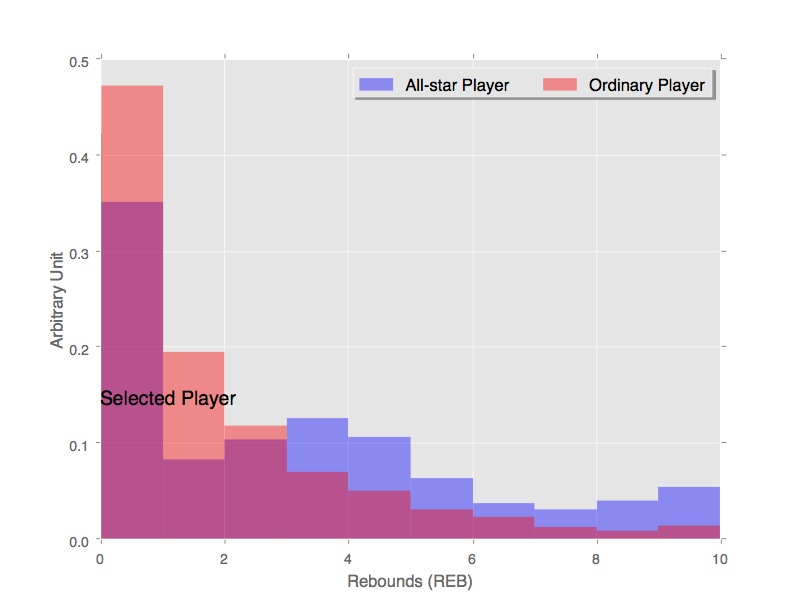 0.5
All-star Player Ordinary Player
0.4
0.3
Arbitrary Unit
0.2
Selected Player
0.1
0.0
0 2 4 6 8 10
Rebounds (REB)